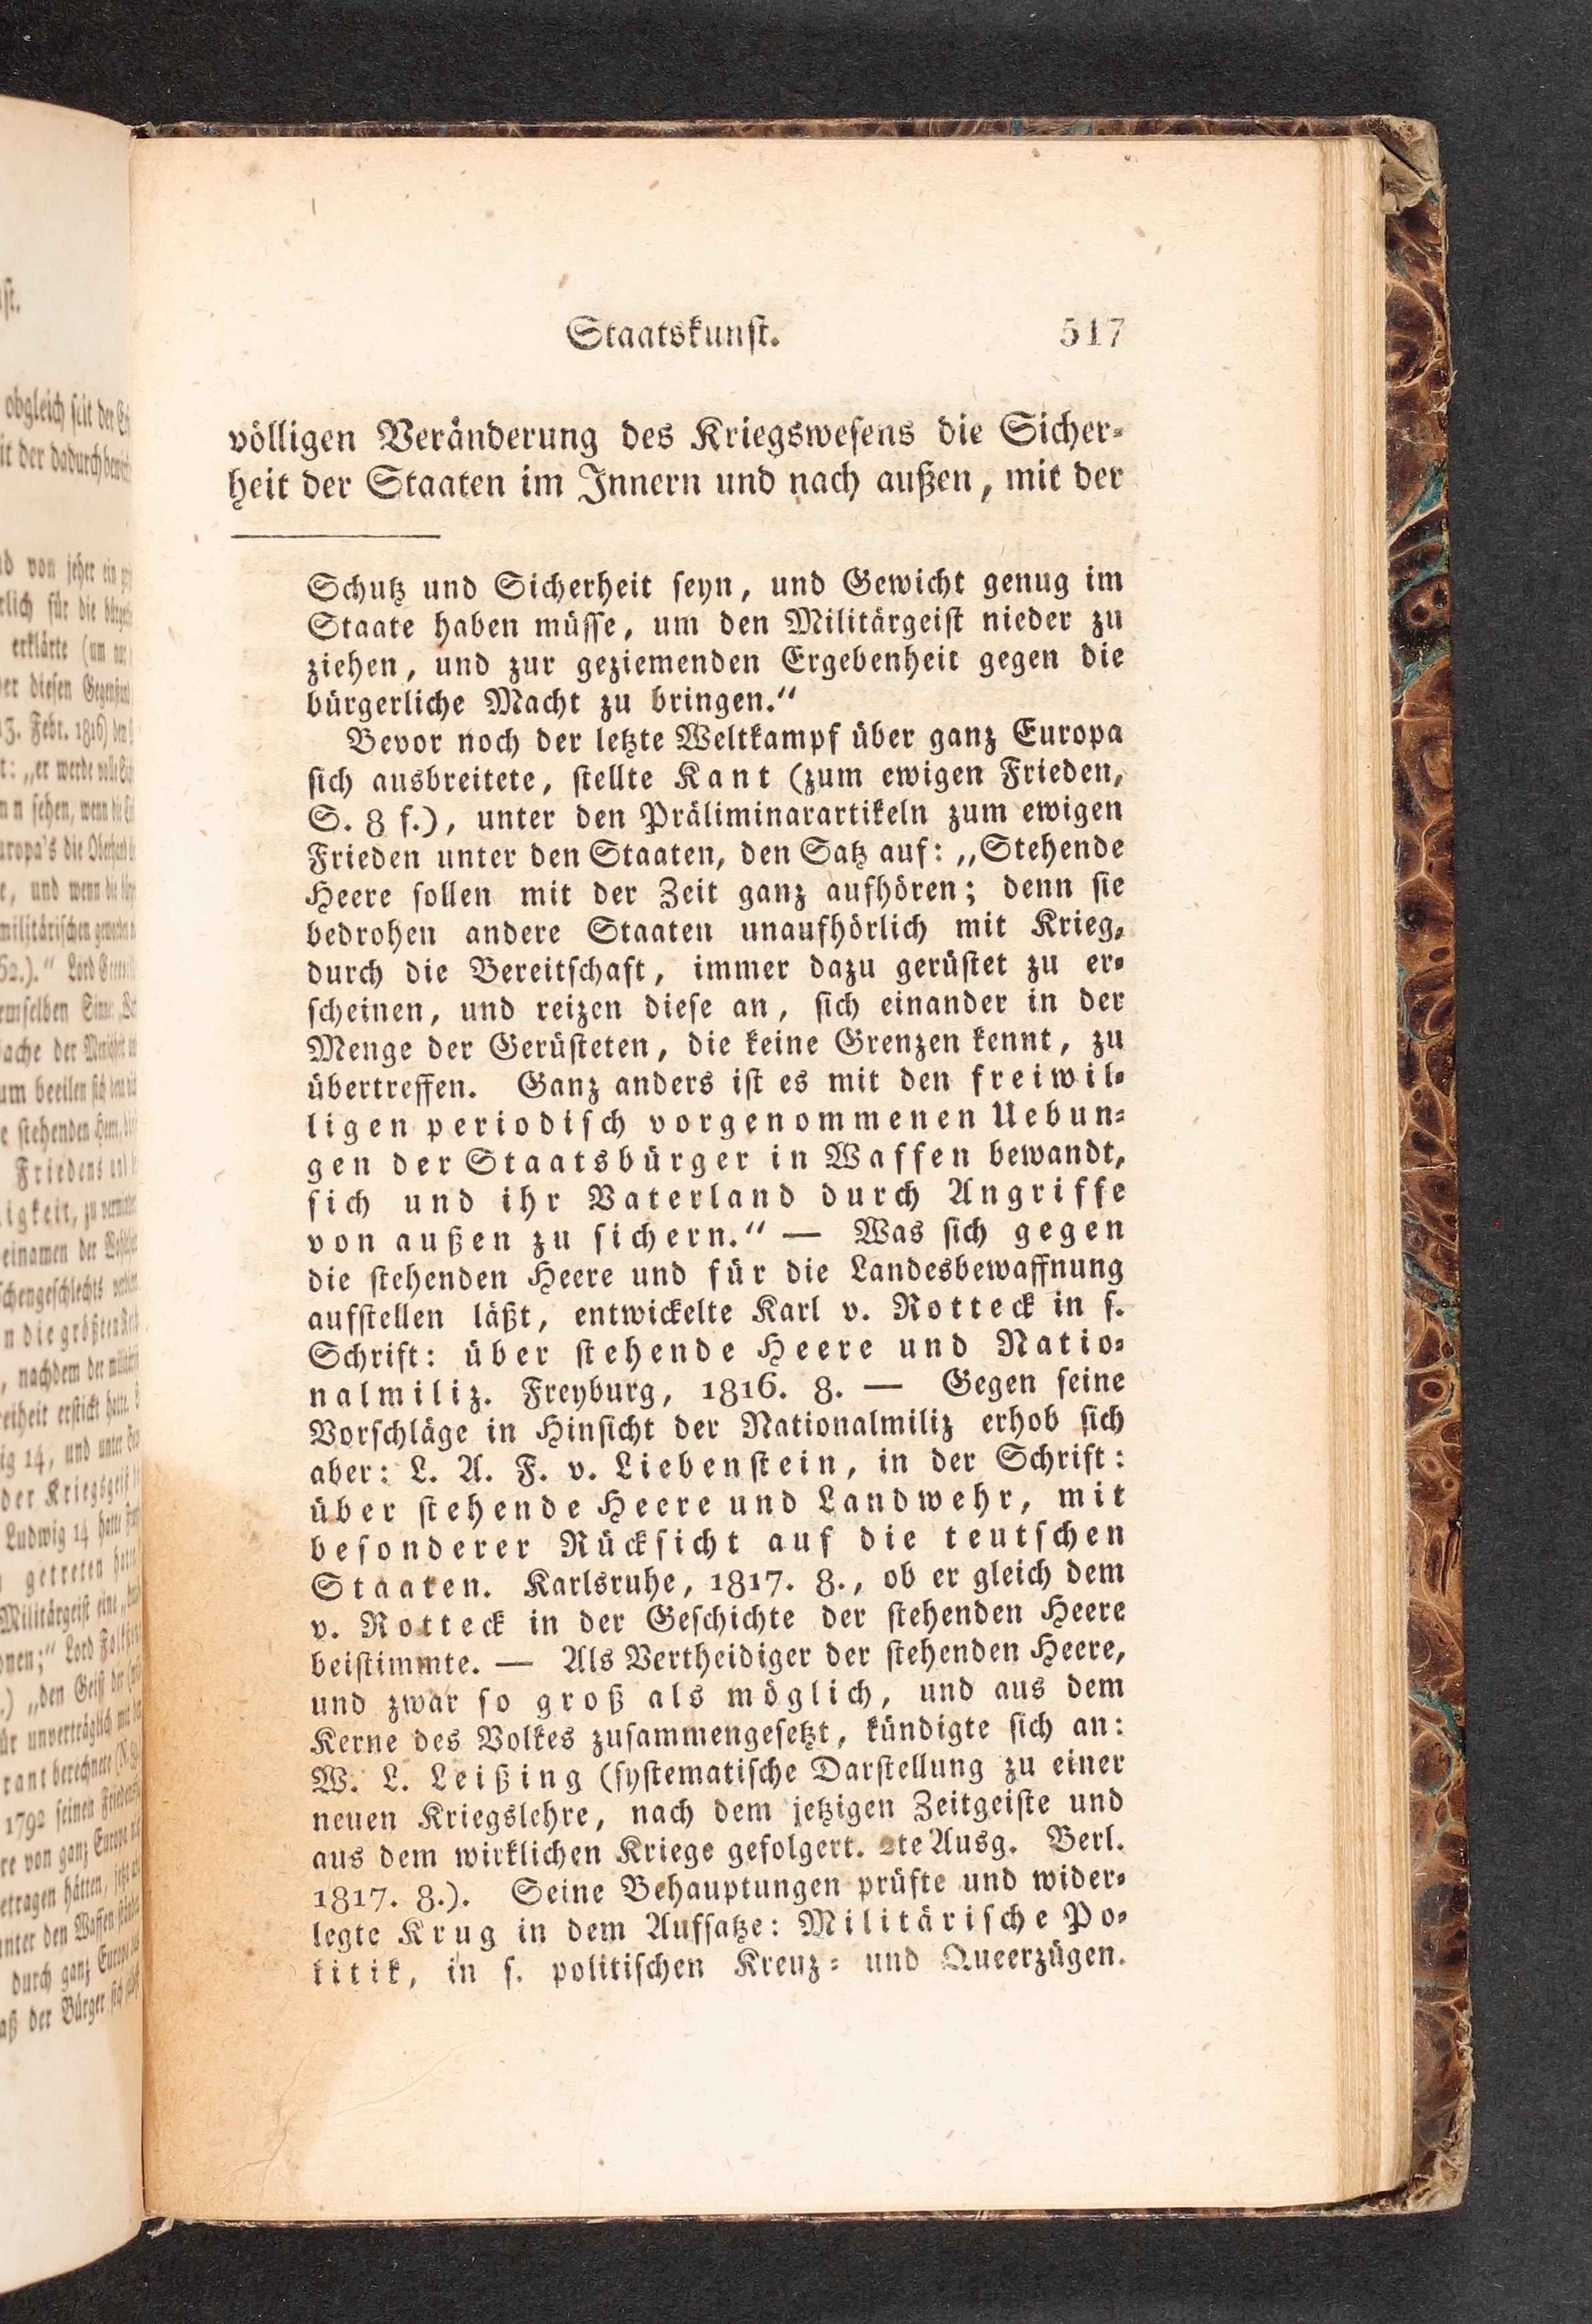 Staatskunst. 517
völligen Veränderung des Kriegswesens die Sicher-
heit der Staaten im Innern und nach außen, mit der
Schutz und Sicherheit seyn, und Gewicht genug im
Staate haben müsse, um den Militärgeist nieder zu
ziehen, und zur geziemenden Ergebenheit gegen die
bürgerliche Macht zu bringen.“
Bevor noch der letzte Weltkampf über ganz Europa
sich ausbreitete, stellte Kant (zum ewigen Frieden,
S. 8 f.), unter den Präliminarartikeln zum ewigen
Frieden unter den Staaten, den Satz auf: „Stehende
Heere sollen mit der Zeit ganz aufhören; denn sie
bedrohen andere Staaten unaufhörlich mit Krieg,
durch die Bereitschaft, immer dazu gerüstet zu er-
scheinen, und reizen diese an, sich einander in der
Menge der Gerüsteten, die keine Grenzen kennt, zu
übertreffen. Ganz anders ist es mit den freiwil-
ligen periodisch vorgenommenen Uebun-
gen der Staatsbürger in Waffen bewandt,
sich und ihr Vaterland durch Angriffe
von außen zu sichern.“ — Was sich gegen
die stehenden Heere und für die Landesbewaffnung
aufstellen läßt, entwickelte Karl v. Rotteck in s.
Schrift: über stehende Heere und Natio-
nalmiliz. Freyburg, 1816. 8. — Gegen seine
Vorschläge in Hinsicht der Nationalmiliz erhob sich
aber: L. A. F. v. Liebenstein, in der Schrift:
über stehende Heere und Landwehr, mit
besonderer Rücksicht auf die teutschen
Staaten. Karlsruhe, 1817. 8., ob er gleich dem
v. Rotteck in der Geschichte der stehenden Heere
beistimmte. — Als Vertheidiger der stehenden Heere,
und zwar so groß als möglich, und aus dem
Kerne des Volkes zusammengesetzt, kündigte sich an:
W. L. Leißing (systematische Darstellung zu einer
neuen Kriegslehre, nach dem jetzigen Zeitgeiste und
aus dem wirklichen Kriege gefolgert. 2te Ausg. Berl.
1817. 8.). Seine Behauptungen prüfte und wider-
legte Krug in dem Aufsatze: Militärische Po-
litik, in s. politischen Kreuz- und Queerzügen.